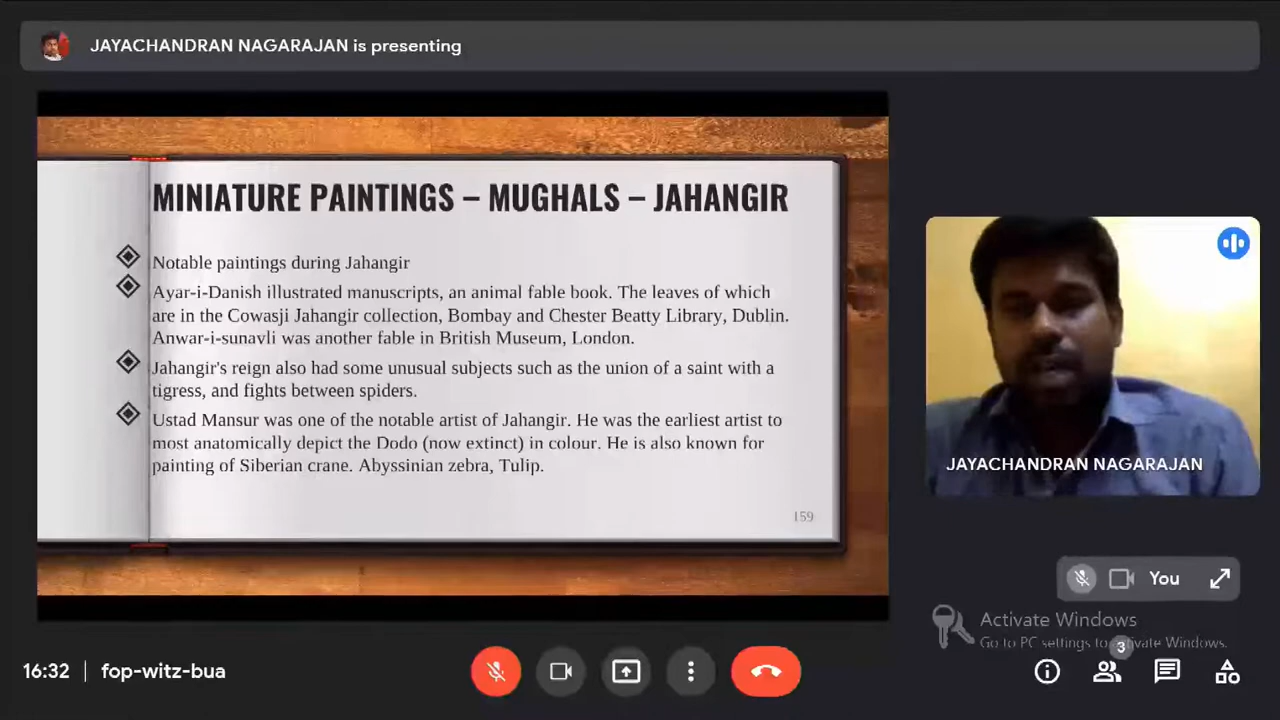 JAYACHANDRAN NAGARAJAN is presenting
MINIATURE PAINTINGS – MUGHALS – JAHANGIR
Notable paintings during Jahangir
Ayar-i-Danish illustrated manuscripts, an animal fable book. The leaves of which
are in the Cowasji Jahangir collection, Bombay and Chester Beatty Library, Dublin.
Anwar-i-sunavli was another fable in British Museum, London.
Jahangir's reign also had some unusual subjects such as the union of a saint with a
tigress, and fights between spiders.
Ustad Mansur was one of the notable artist of Jahangir. He was the earliest artist to
most anatomically depict the Dodo (now extinct) in colour. He is also known for
painting of Siberian crane. Abyssinian zebra, Tulip.
159
JAYACHANDRAN NAGARAJAN
You
Activate Windows
Go to PC settings to activate Windows.
3
16:32 | fop-witz-bua